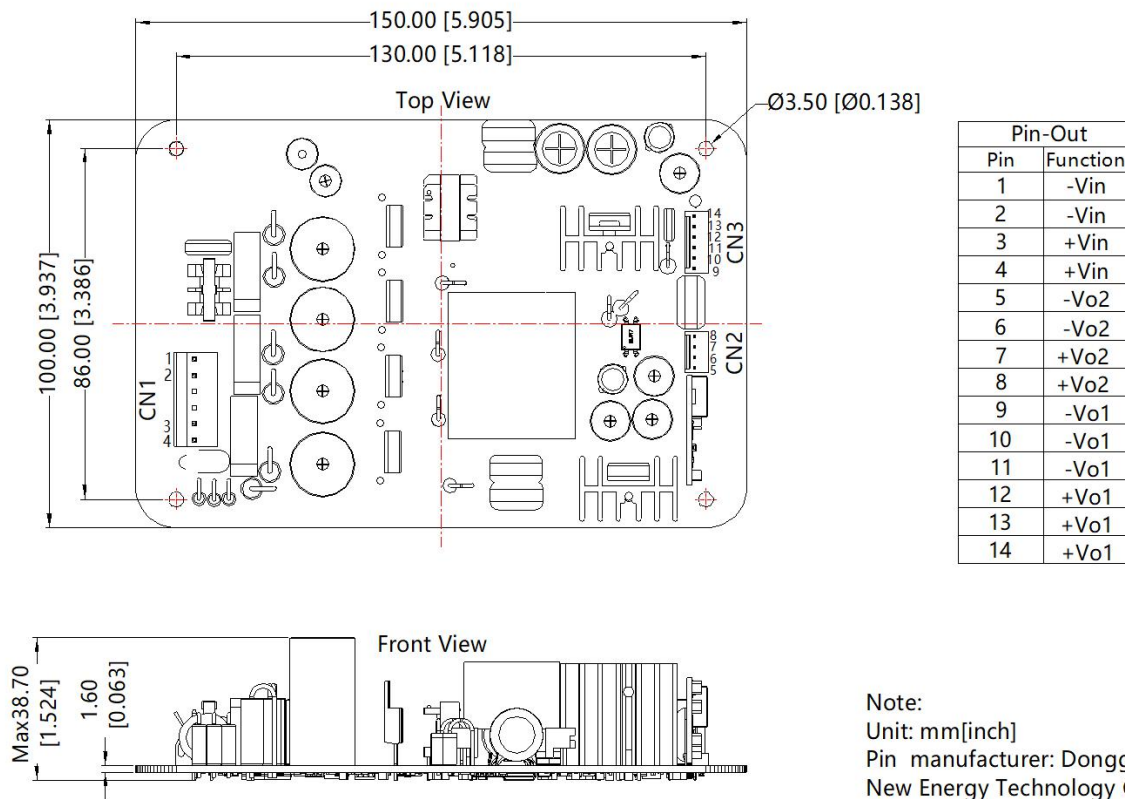 150.00 [5.905]
130.00 [5.118]
Top View
Ø3.50 [Ø0.138]
100.00 [3.937]
86.00 [3.386]
CN1
1
2
3
4
14
13
12
11
10
9
CN3
8
7
6
5
CN2
Pin-Out
Pin Function
1 -Vin
2 -Vin
3 +Vin
4 +Vin
5 -Vo2
6 -Vo2
7 +Vo2
8 +Vo2
9 -Vo1
10 -Vo1
11 -Vo1
12 +Vo1
13 +Vo1
14 +Vo1
Front View
Max38.70
[1.524]
1.60
[0.063]
Note:
Unit: mm[inch]
Pin manufacturer: Dongg
New Energy Technology